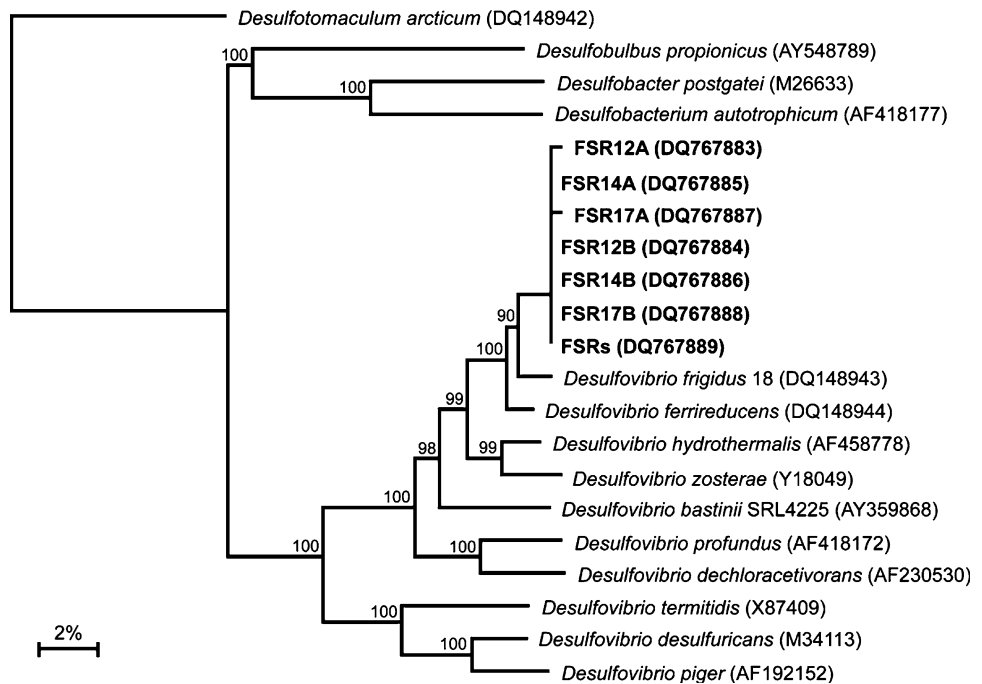 Desulfotomaculum arcticum (DQ148942)
100
Desulfobulbus propionicus (AY548789)
100
Desulfobacter postgatei (M26633)
Desulfobacterium autotrophicum (AF418177)
FSR12A (DQ767883)
FSR14A (DQ767885)
FSR17A (DQ767887)
FSR12B (DQ767884)
FSR14B (DQ767886)
FSR17B (DQ767888)
90
FSRs (DQ767889)
100
Desulfovibrio frigidus 18 (DQ148943)
99
Desulfovibrio ferrireducens (DQ148944)
98
99
Desulfovibrio hydrothermalis (AF458778)
Desulfovibrio zosterae (Y18049)
100
Desulfovibrio bastinii SRL4225 (AY359868)
100
100
Desulfovibrio profundus (AF418172)
Desulfovibrio dechloracetivorans (AF230530)
100
Desulfovibrio termitidis (X87409)
2%
100
Desulfovibrio desulfuricans (M34113)
Desulfovibrio piger (AF192152)